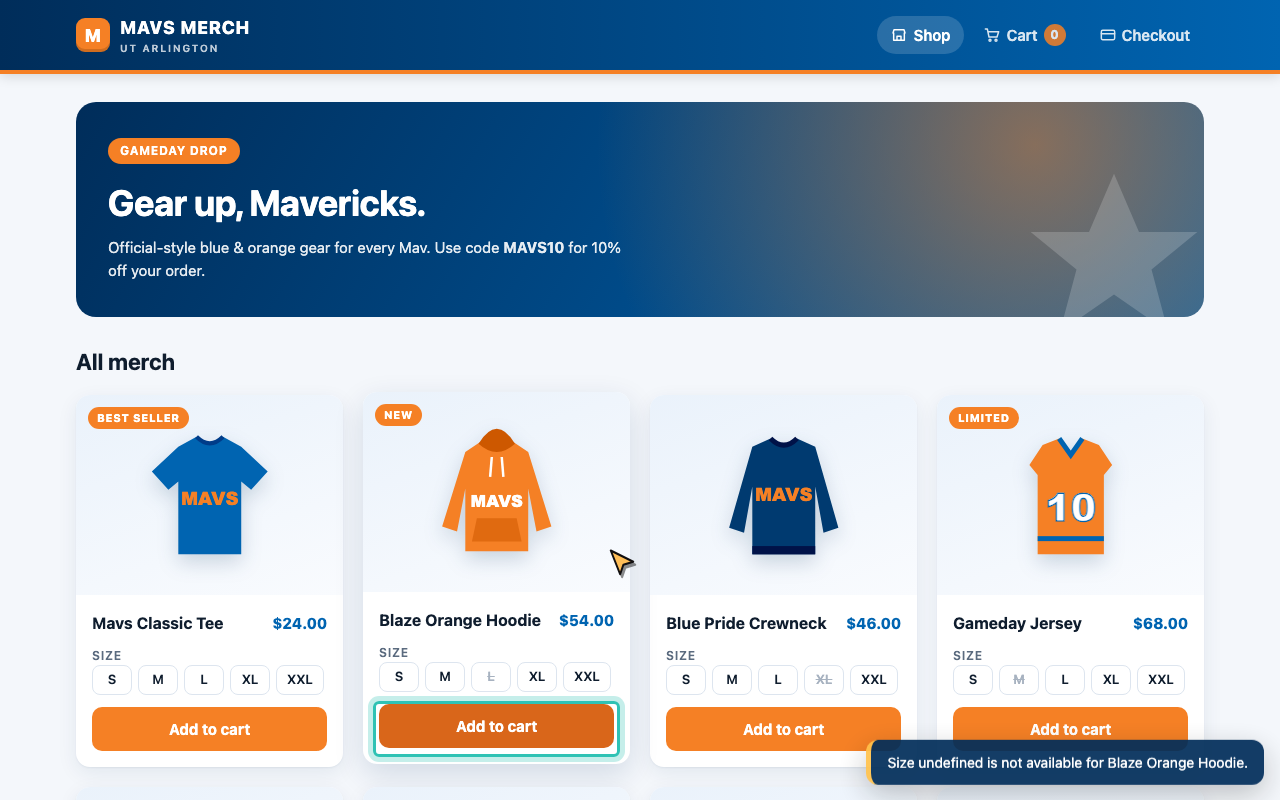 M
MAVS MERCH
UT ARLINGTON
Shop
Cart 0
Checkout
GAMEDAY DROP
Gear up, Mavericks.
Official-style blue & orange gear for every Mav. Use code MAVS10 for 10%
off your order.
All merch
BEST SELLER
MAVS
Mavs Classic Tee $24.00
SIZE
S M L XL XXL
Add to cart
NEW
MAVS
Blaze Orange Hoodie $54.00
SIZE
S M L XL XXL
Add to cart
MAVS
Blue Pride Crewneck $46.00
SIZE
S M L XL XXL
Add to cart
LIMITED
10
Gameday Jersey $68.00
SIZE
S M L XL XXL
Add to cart
Size undefined is not available for Blaze Orange Hoodie.